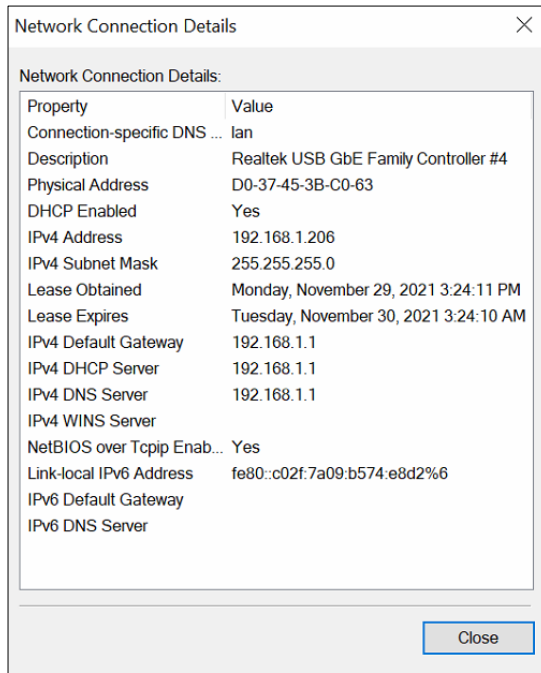 Network Connection Details
Network Connection Details:
Property Value
Connection-specific DNS ... lan
Description Realtek USB GbE Family Controller #4
Physical Address D0-37-45-3B-C0-63
DHCP Enabled Yes
IPv4 Address 192.168.1.206
IPv4 Subnet Mask 255.255.255.0
Lease Obtained Monday, November 29, 2021 3:24:11 PM
Lease Expires Tuesday, November 30, 2021 3:24:10 AM
IPv4 Default Gateway 192.168.1.1
IPv4 DHCP Server 192.168.1.1
IPv4 DNS Server 192.168.1.1
IPv4 WINS Server
NetBIOS over Tcpip Enab... Yes
Link-local IPv6 Address fe80::c02f:7a09:b574:e8d2%6
IPv6 Default Gateway
IPv6 DNS Server
Close